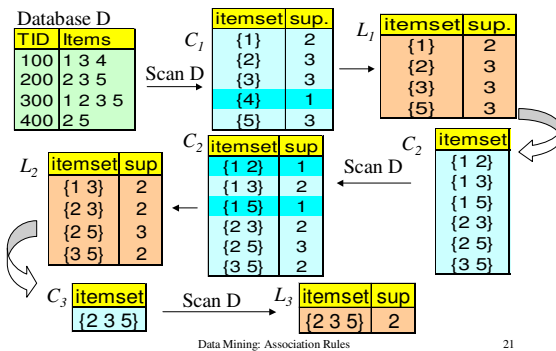 Database D
TID Items
100 1 3 4
200 2 3 5
300 1 2 3 5
400 2 5
Scan D
C1
itemset sup.
{1} 2
{2} 3
{3} 3
{4} 1
{5} 3
L1
itemset sup.
{1} 2
{2} 3
{3} 3
{5} 3
C2
itemset
{1 2}
{1 3}
{1 5}
{2 3}
{2 5}
{3 5}
Scan D
C2
itemset sup
{1 2} 1
{1 3} 2
{1 5} 1
{2 3} 2
{2 5} 3
{3 5} 2
L2
itemset sup
{1 3} 2
{2 3} 2
{2 5} 3
{3 5} 2
C3
itemset
{2 3 5}
Scan D
L3
itemset sup
{2 3 5} 2
Data Mining: Association Rules
21